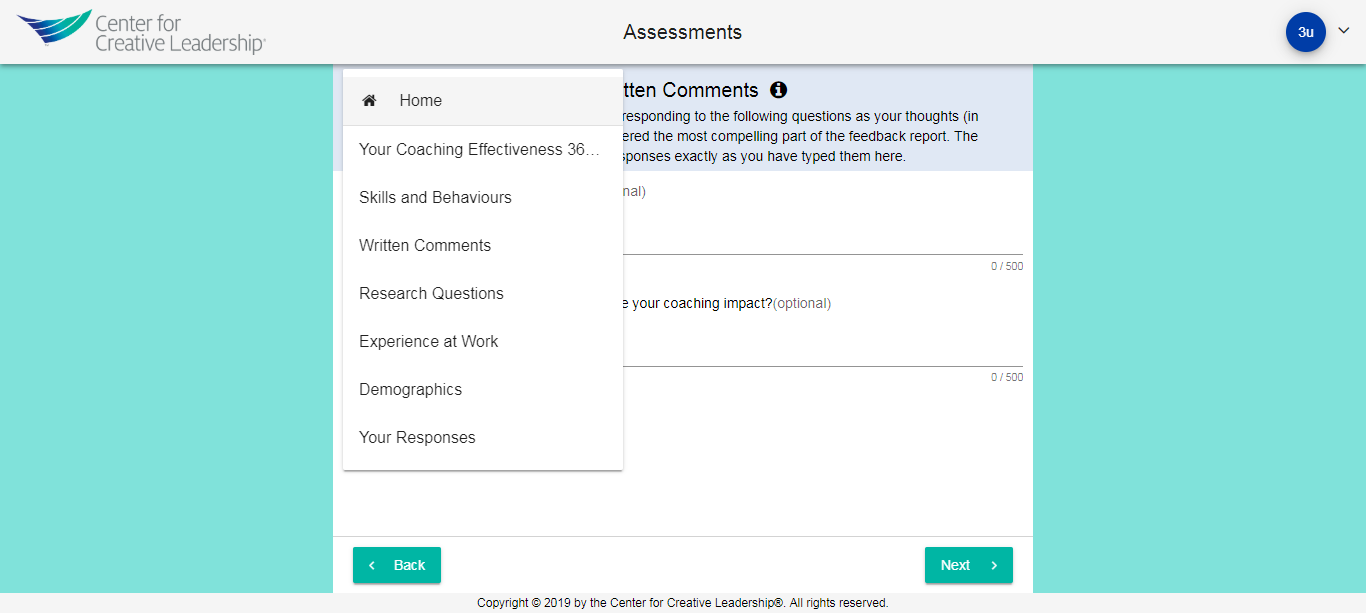 Center for
Creative Leadership®
Assessments
3u
Home
Your Coaching Effectiveness 36...
Skills and Behaviours
Written Comments
Research Questions
Experience at Work
Demographics
Your Responses
tten Comments
responding to the following questions as your thoughts (in
ered the most compelling part of the feedback report. The
sponses exactly as you have typed them here.
nal)
0 / 500
e your coaching impact?(optional)
0 / 500
Back
Next
Copyright © 2019 by the Center for Creative Leadership®. All rights reserved.